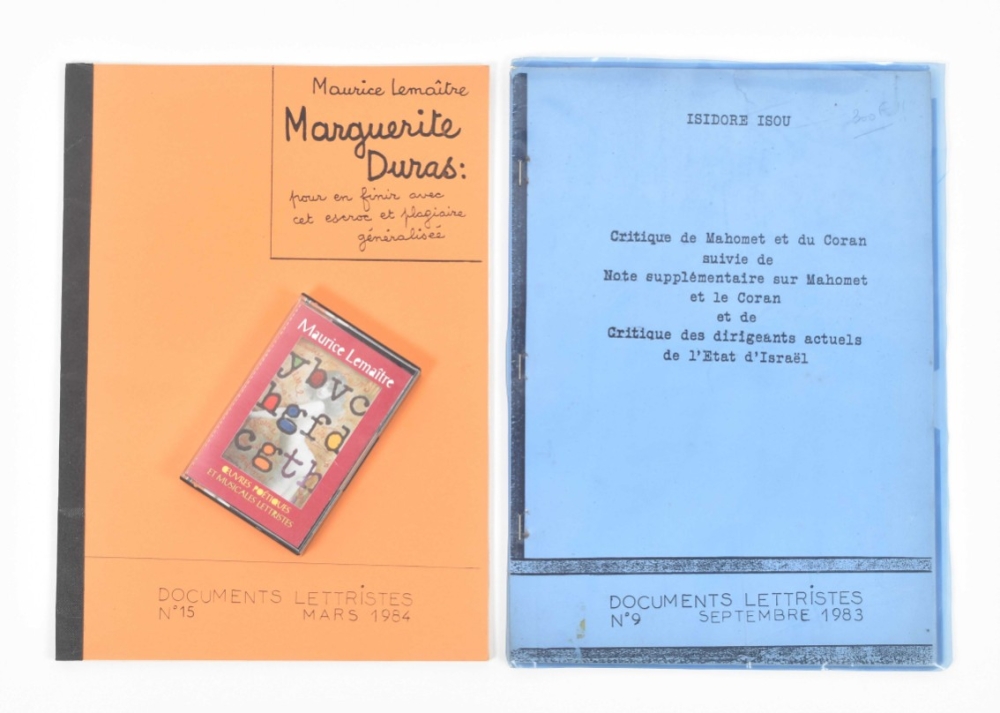 Maurice Lemaître
Marguerite
Duras:
pour en finir avec
cet escroc et plagiaire
généralisée
Maurice Lemaître
ybvc
hgfd
cgth
ŒUVRES POÉTIQUES
ET MUSICALES LETTRISTES
DOCUMENTS LETTRISTES
N°15 MARS 1984
ISIDORE ISOU
Critique de Mahomet et du Coran
suivie de
Note supplémentaire sur Mahomet
et le Coran
et de
Critique des dirigeants actuels
de l'Etat d'Israël
DOCUMENTS LETTRISTES
N°9 SEPTEMBRE 1983